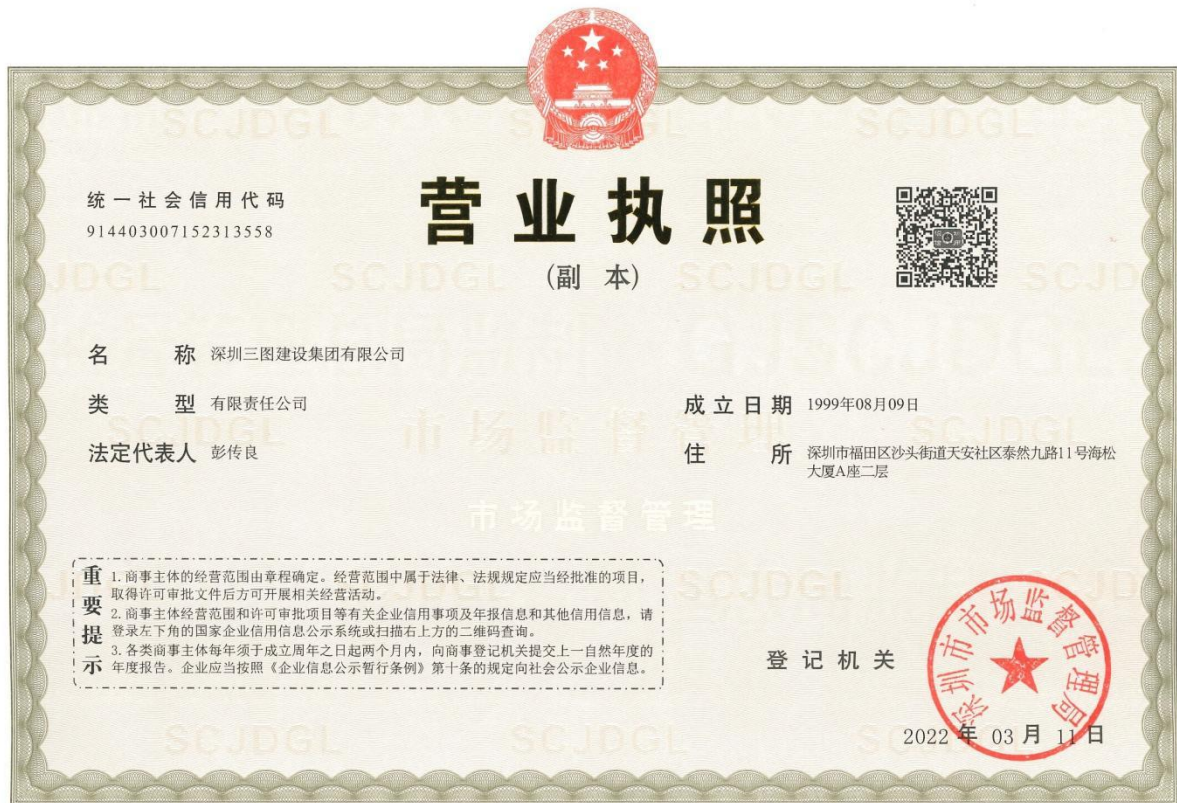 统一社会信用代码
914403007152313558
营业执照
(副 本)
名 称 深圳三图建设集团有限公司
类 型 有限责任公司
成立日期 1999年08月09日
法定代表人 彭传良
住 所 深圳市福田区沙头街道天安社区泰然九路11号海松
大厦A座二层
市场监督管理
市场监督管理
重要提示
1. 商事主体的经营范围由章程确定。经营范围中属于法律、法规规定应当经批准的项目，
取得许可审批文件后方可开展相关经营活动。
2. 商事主体经营范围和许可审批项目等有关企业信用事项及年报信息和其他信用信息，请
登录左下角的国家企业信用信息公示系统或扫描右上方的二维码查询。
3. 各类商事主体每年须于成立周年之日起两个月内，向商事登记机关提交上一自然年度的
年度报告。企业应当按照《企业信息公示暂行条例》第十条的规定向社会公示企业信息。
登记机关
深圳市市场监督管理局
2022 年 03 月 11 日
SCJDGL